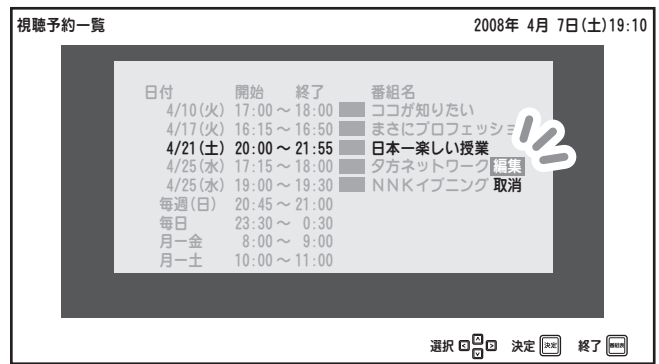 視聴予約一覧 2008年 4月 7日(土)19:10
日付 開始 終了 番組名
4/10(火) 17:00～18:00 ココが知りたい
4/17(火) 16:15～16:50 まさにプロフェッショ
4/21(土) 20:00～21:55 日本一楽しい授業
4/25(水) 17:15～18:00 夕方ネットワーク 編集
4/25(水) 19:00～19:30 NNKイブニング 取消
毎週(日) 20:45～21:00
毎日 23:30～ 0:30
月ー金 8:00～ 9:00
月ー土 10:00～11:00
選択 決定 決定 終了 番組表